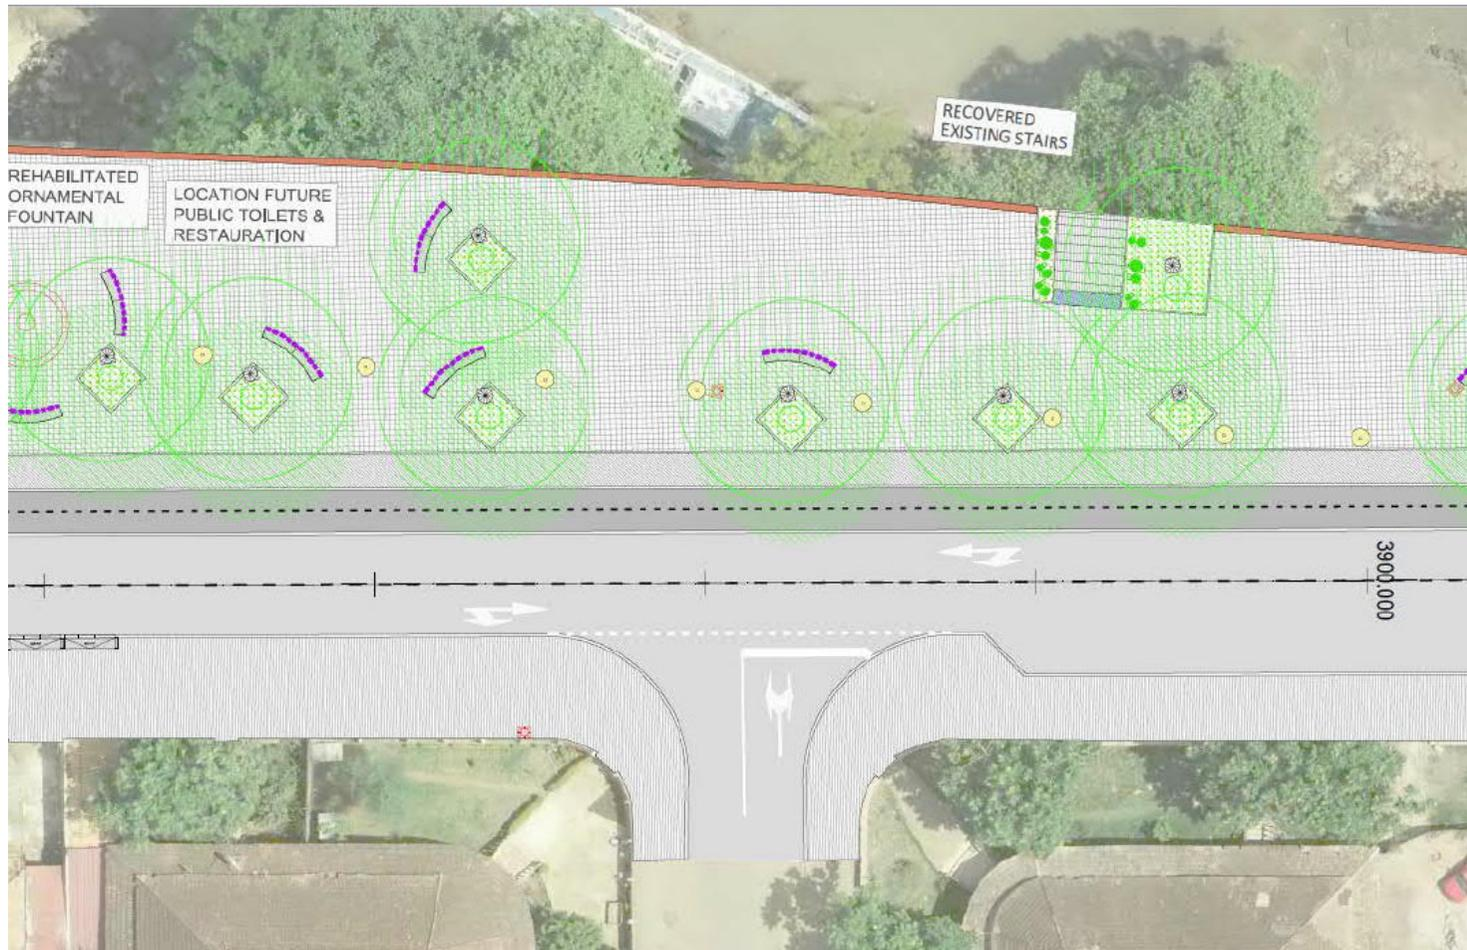 REHABILITATED
ORNAMENTAL
FOUNTAIN
LOCATION FUTURE
PUBLIC TOILETS &
RESTAURATION
RECOVERED
EXISTING STAIRS
3900.000